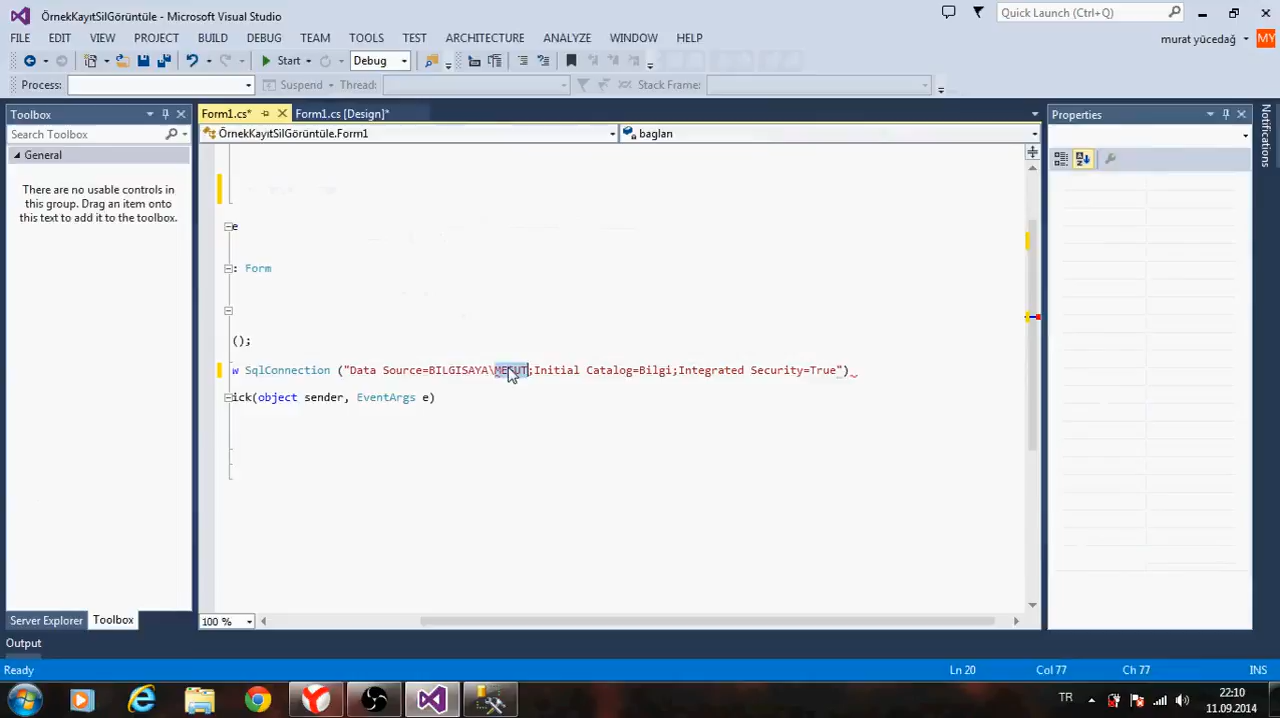 ÖrnekKayıtSilGörüntüle - Microsoft Visual Studio
Quick Launch (Ctrl+Q)
FILE EDIT VIEW PROJECT BUILD DEBUG TEAM TOOLS TEST ARCHITECTURE ANALYZE WINDOW HELP
murat yücedağ MY
Start Debug
Process: Suspend Thread: Stack Frame:
Toolbox
Form1.cs* Form1.cs [Design]*
Properties
Search Toolbox
ÖrnekKayıtSilGörüntüle.Form1 baglan
General
There are no usable controls in
this group. Drag an item onto
this text to add it to the toolbox.
Notifications
e
: Form
();
w SqlConnection ("Data Source=BILGISAYA\MESUT;Initial Catalog=Bilgi;Integrated Security=True")
ick(object sender, EventArgs e)
100 %
Server Explorer Toolbox
Output
Ready Ln 20 Col 77 Ch 77 INS
TR 22:10
11.09.2014